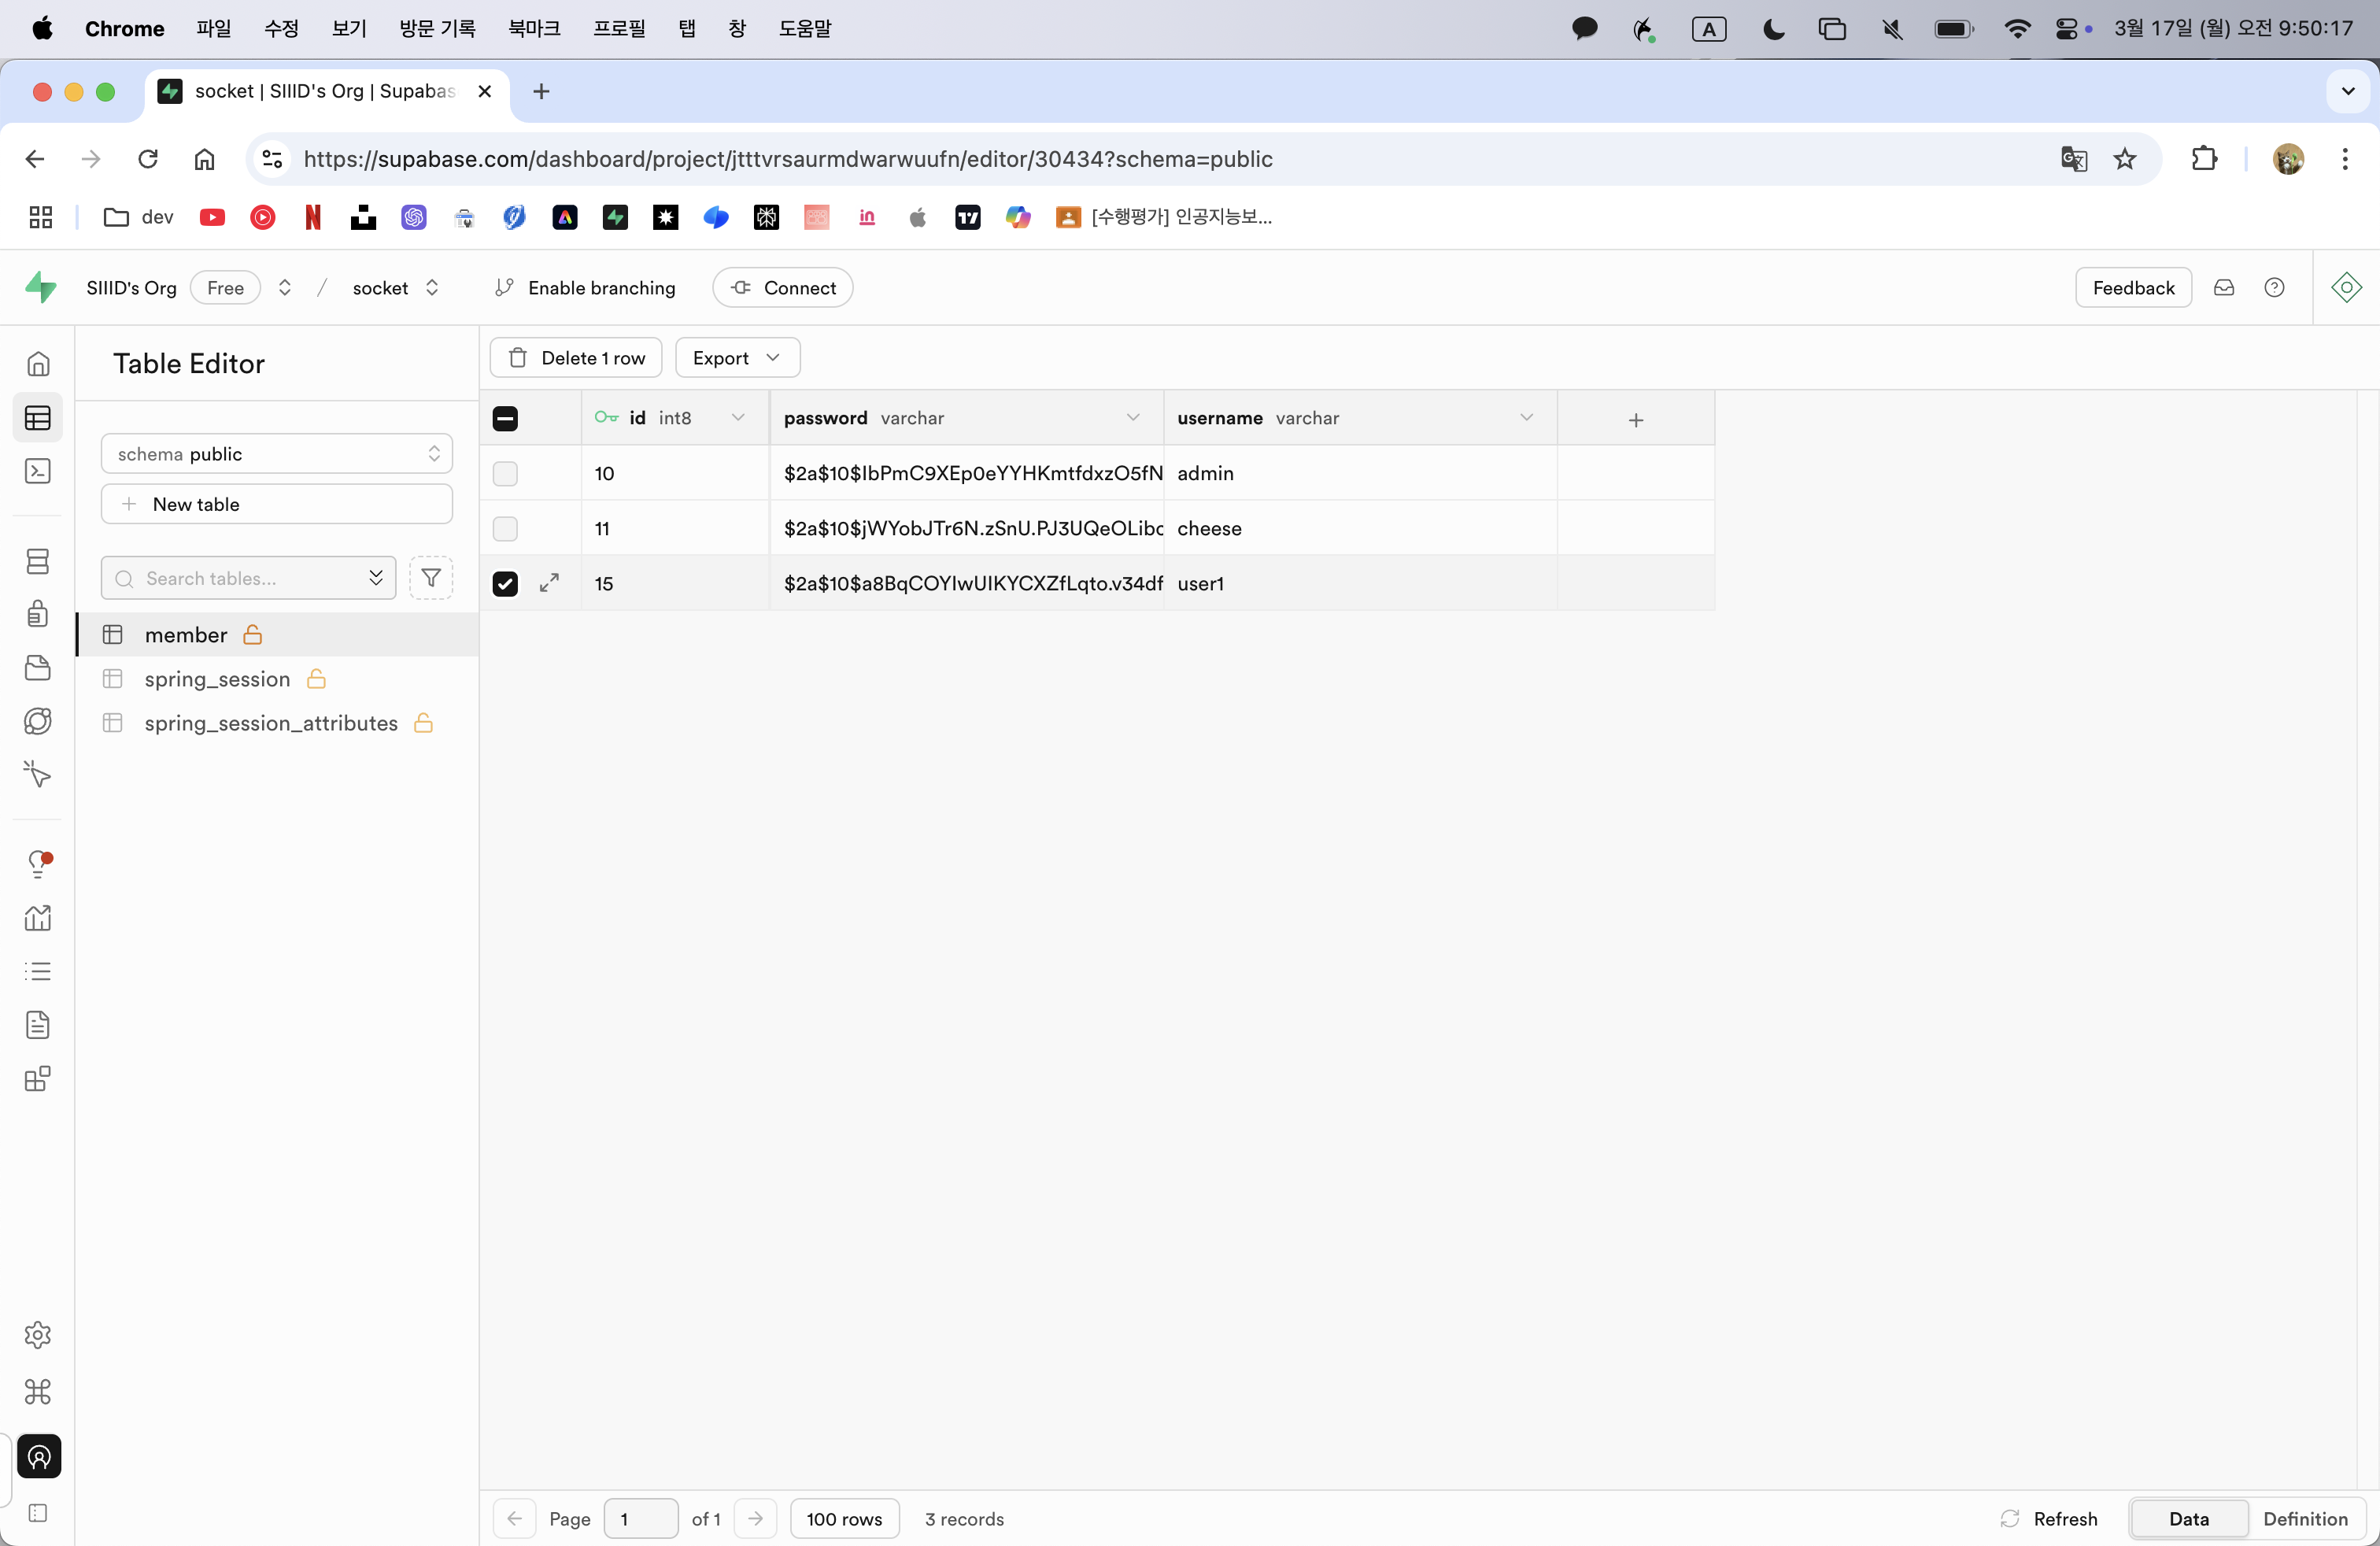 Chrome 파일 수정 보기 방문 기록 북마크 프로필 탭 창 도움말 A 3월 17일 (월) 오전 9:50:17
socket | SIIID's Org | Supabas
https://supabase.com/dashboard/project/jtttvrsaurmdwarwuufn/editor/30434?schema=public
dev [수행평가] 인공지능보...
SIIID's Org Free / socket Enable branching Connect Feedback
Table Editor
Delete 1 row Export
schema public
New table
Search tables...
member
spring_session
spring_session_attributes
id int8 password varchar username varchar
10 $2a$10$IbPmC9XEp0eYYHKmtfdxzO5fN admin
11 $2a$10$jWYobJTr6N.zSnU.PJ3UQeOLibc cheese
15 $2a$10$a8BqCOYIwUIKYCXZfLqto.v34df user1
Page 1 of 1 100 rows 3 records Refresh Data Definition